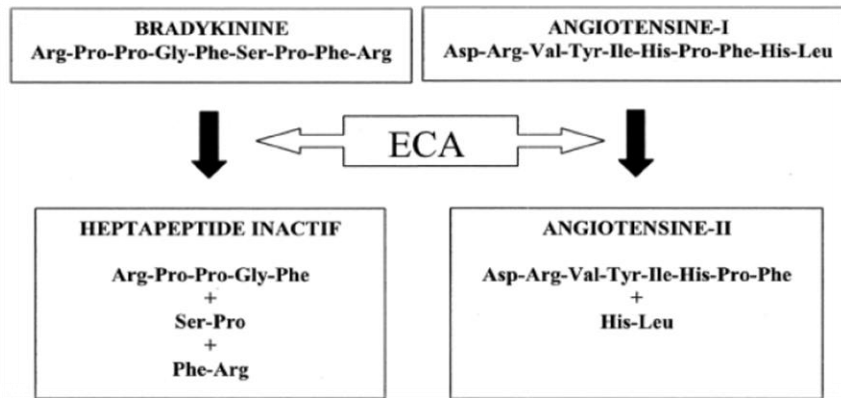 BRADYKININE
Arg-Pro-Pro-Gly-Phe-Ser-Pro-Phe-Arg
ANGIOTENSINE-I
Asp-Arg-Val-Tyr-Ile-His-Pro-Phe-His-Leu
ECA
HEPTAPEPTIDE INACTIF
Arg-Pro-Pro-Gly-Phe
+
Ser-Pro
+
Phe-Arg
ANGIOTENSINE-II
Asp-Arg-Val-Tyr-Ile-His-Pro-Phe
+
His-Leu